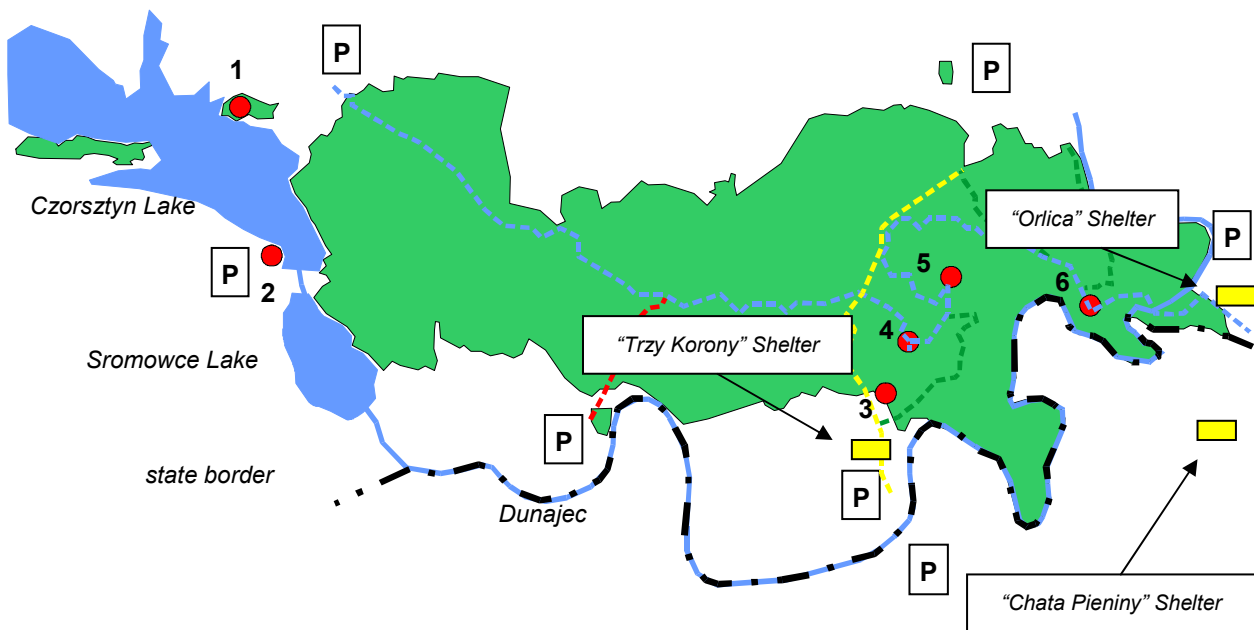 P
1
P
“Orlica” Shelter
Czorsztyn Lake
P
P
2
5
6
“Trzy Korony” Shelter
4
Sromowce Lake
3
P
state border
P
Dunajec
P
“Chata Pieniny” Shelter